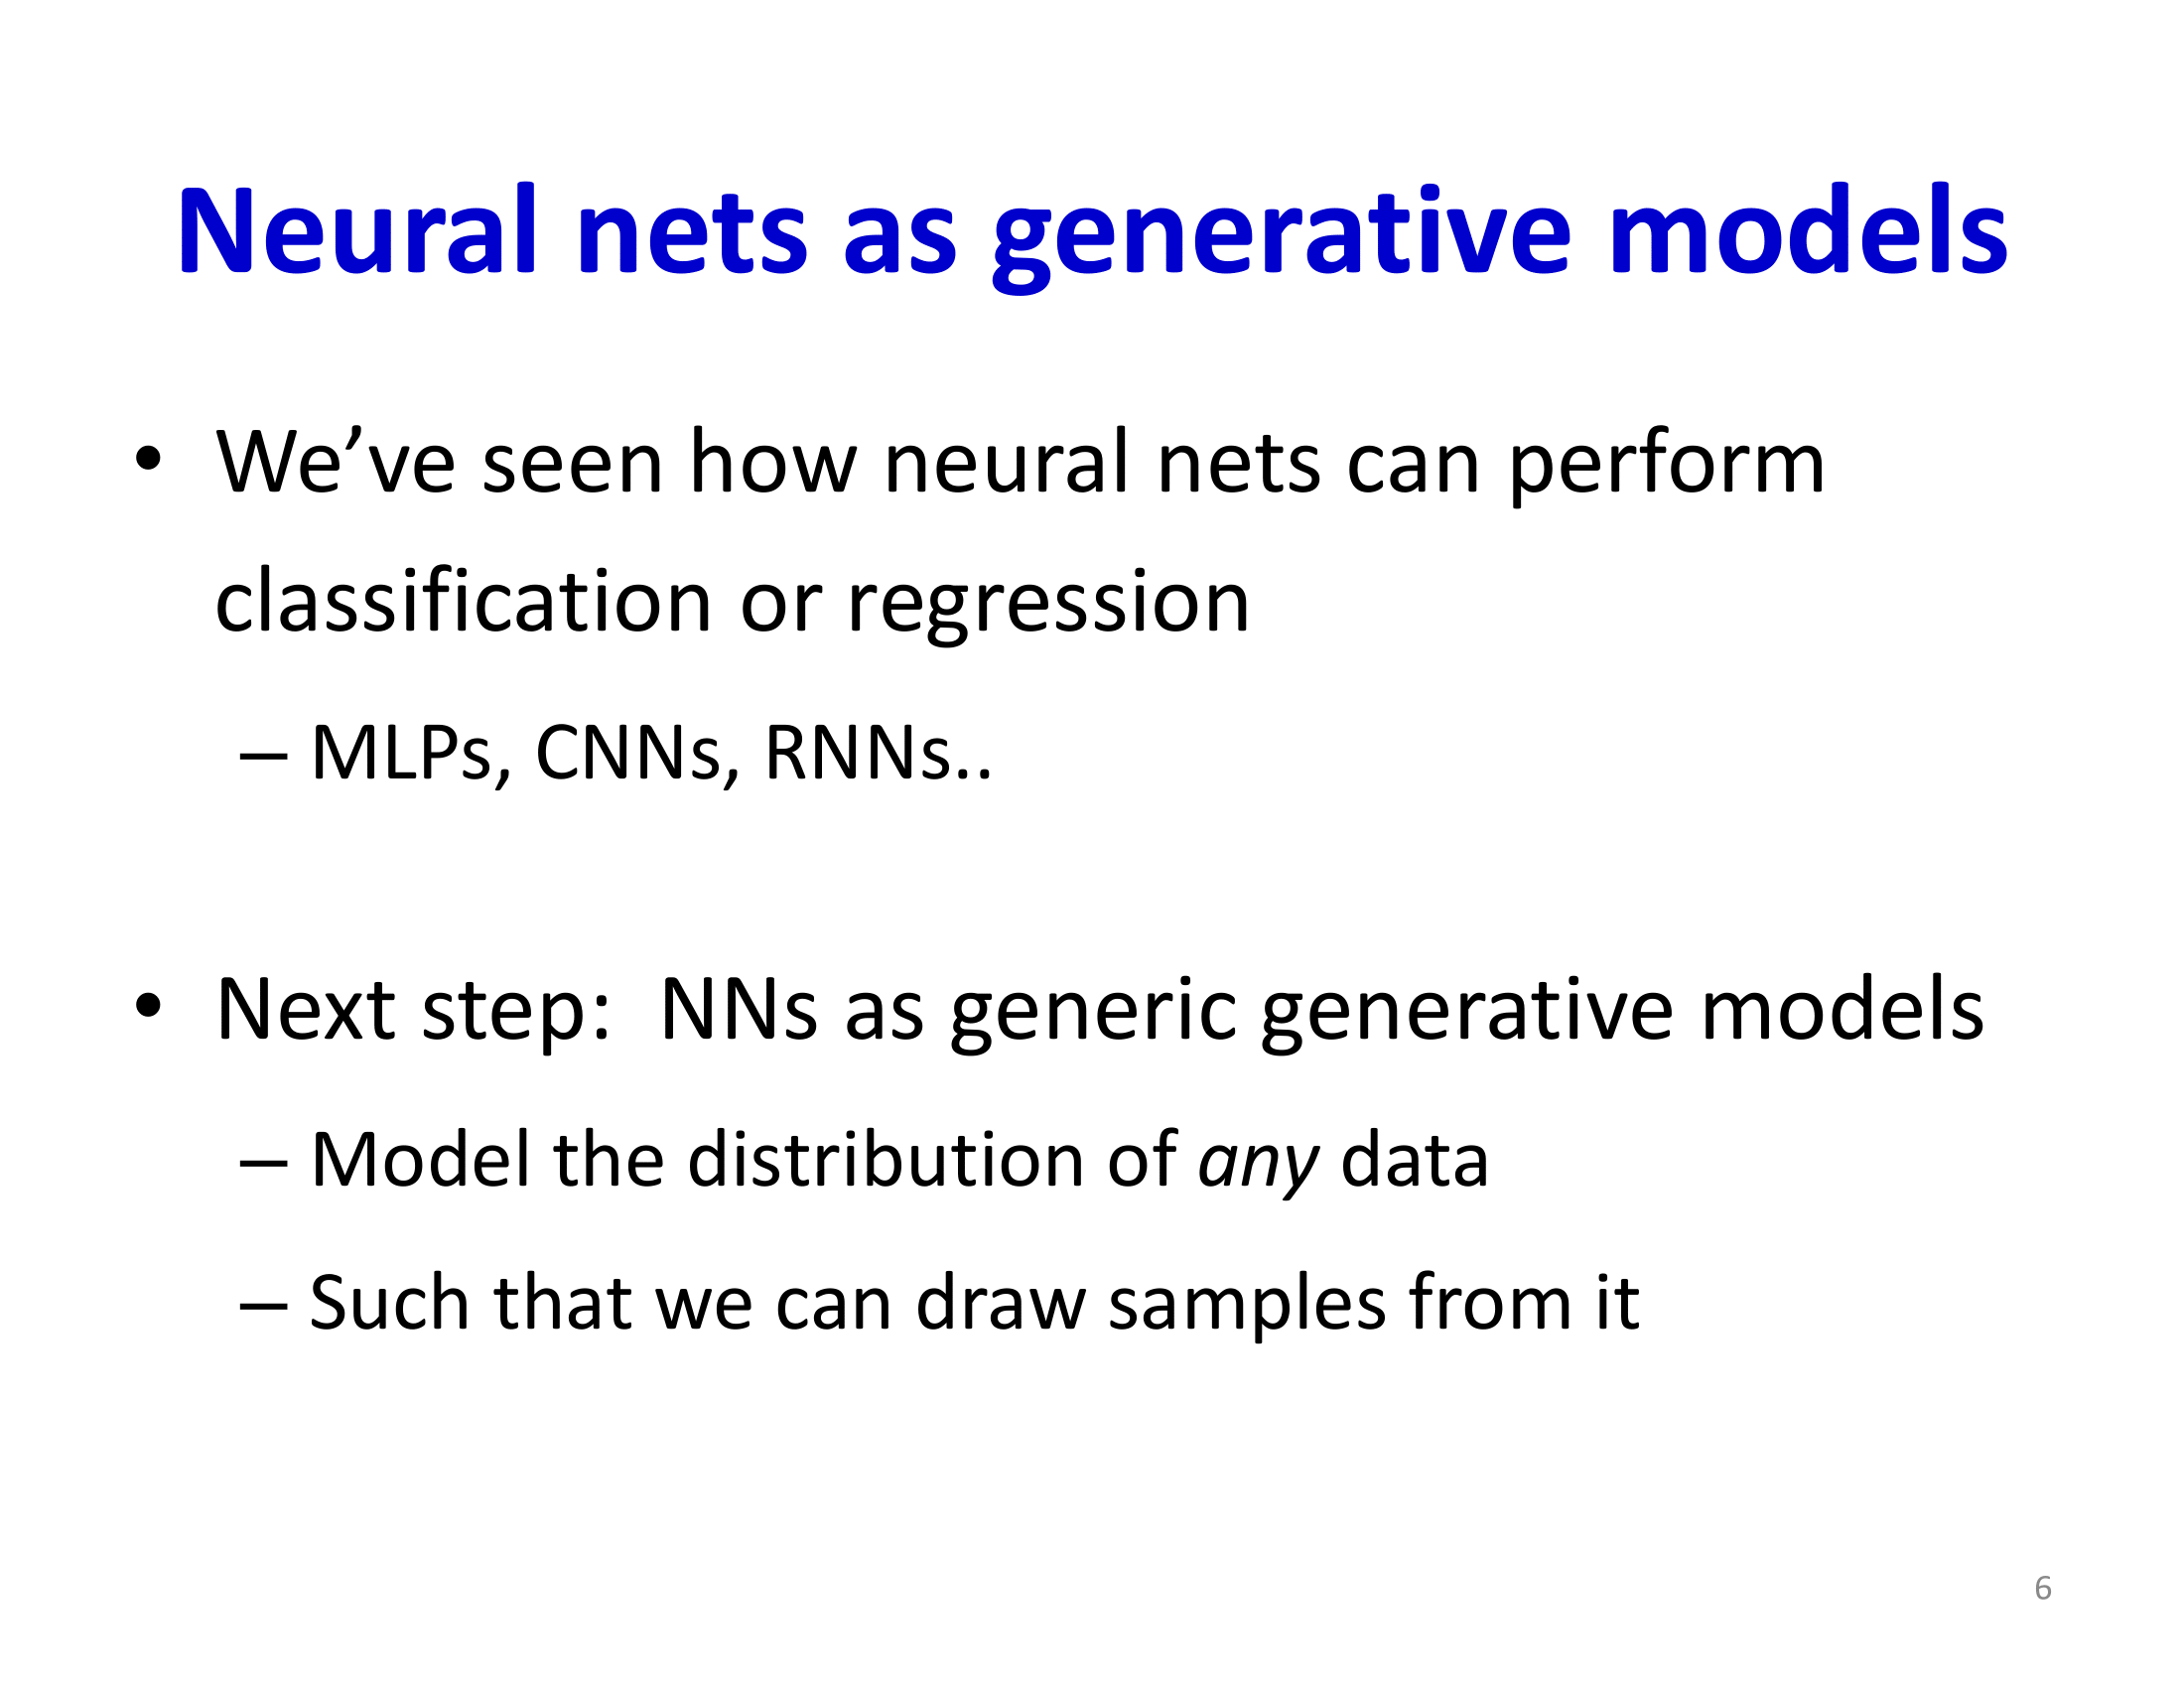 Neural nets as generative models
• We’ve seen how neural nets can perform
classification or regression
– MLPs, CNNs, RNNs..
• Next step:  NNs as generic generative models
– Model the distribution of any data
– Such that we can draw samples from it
6